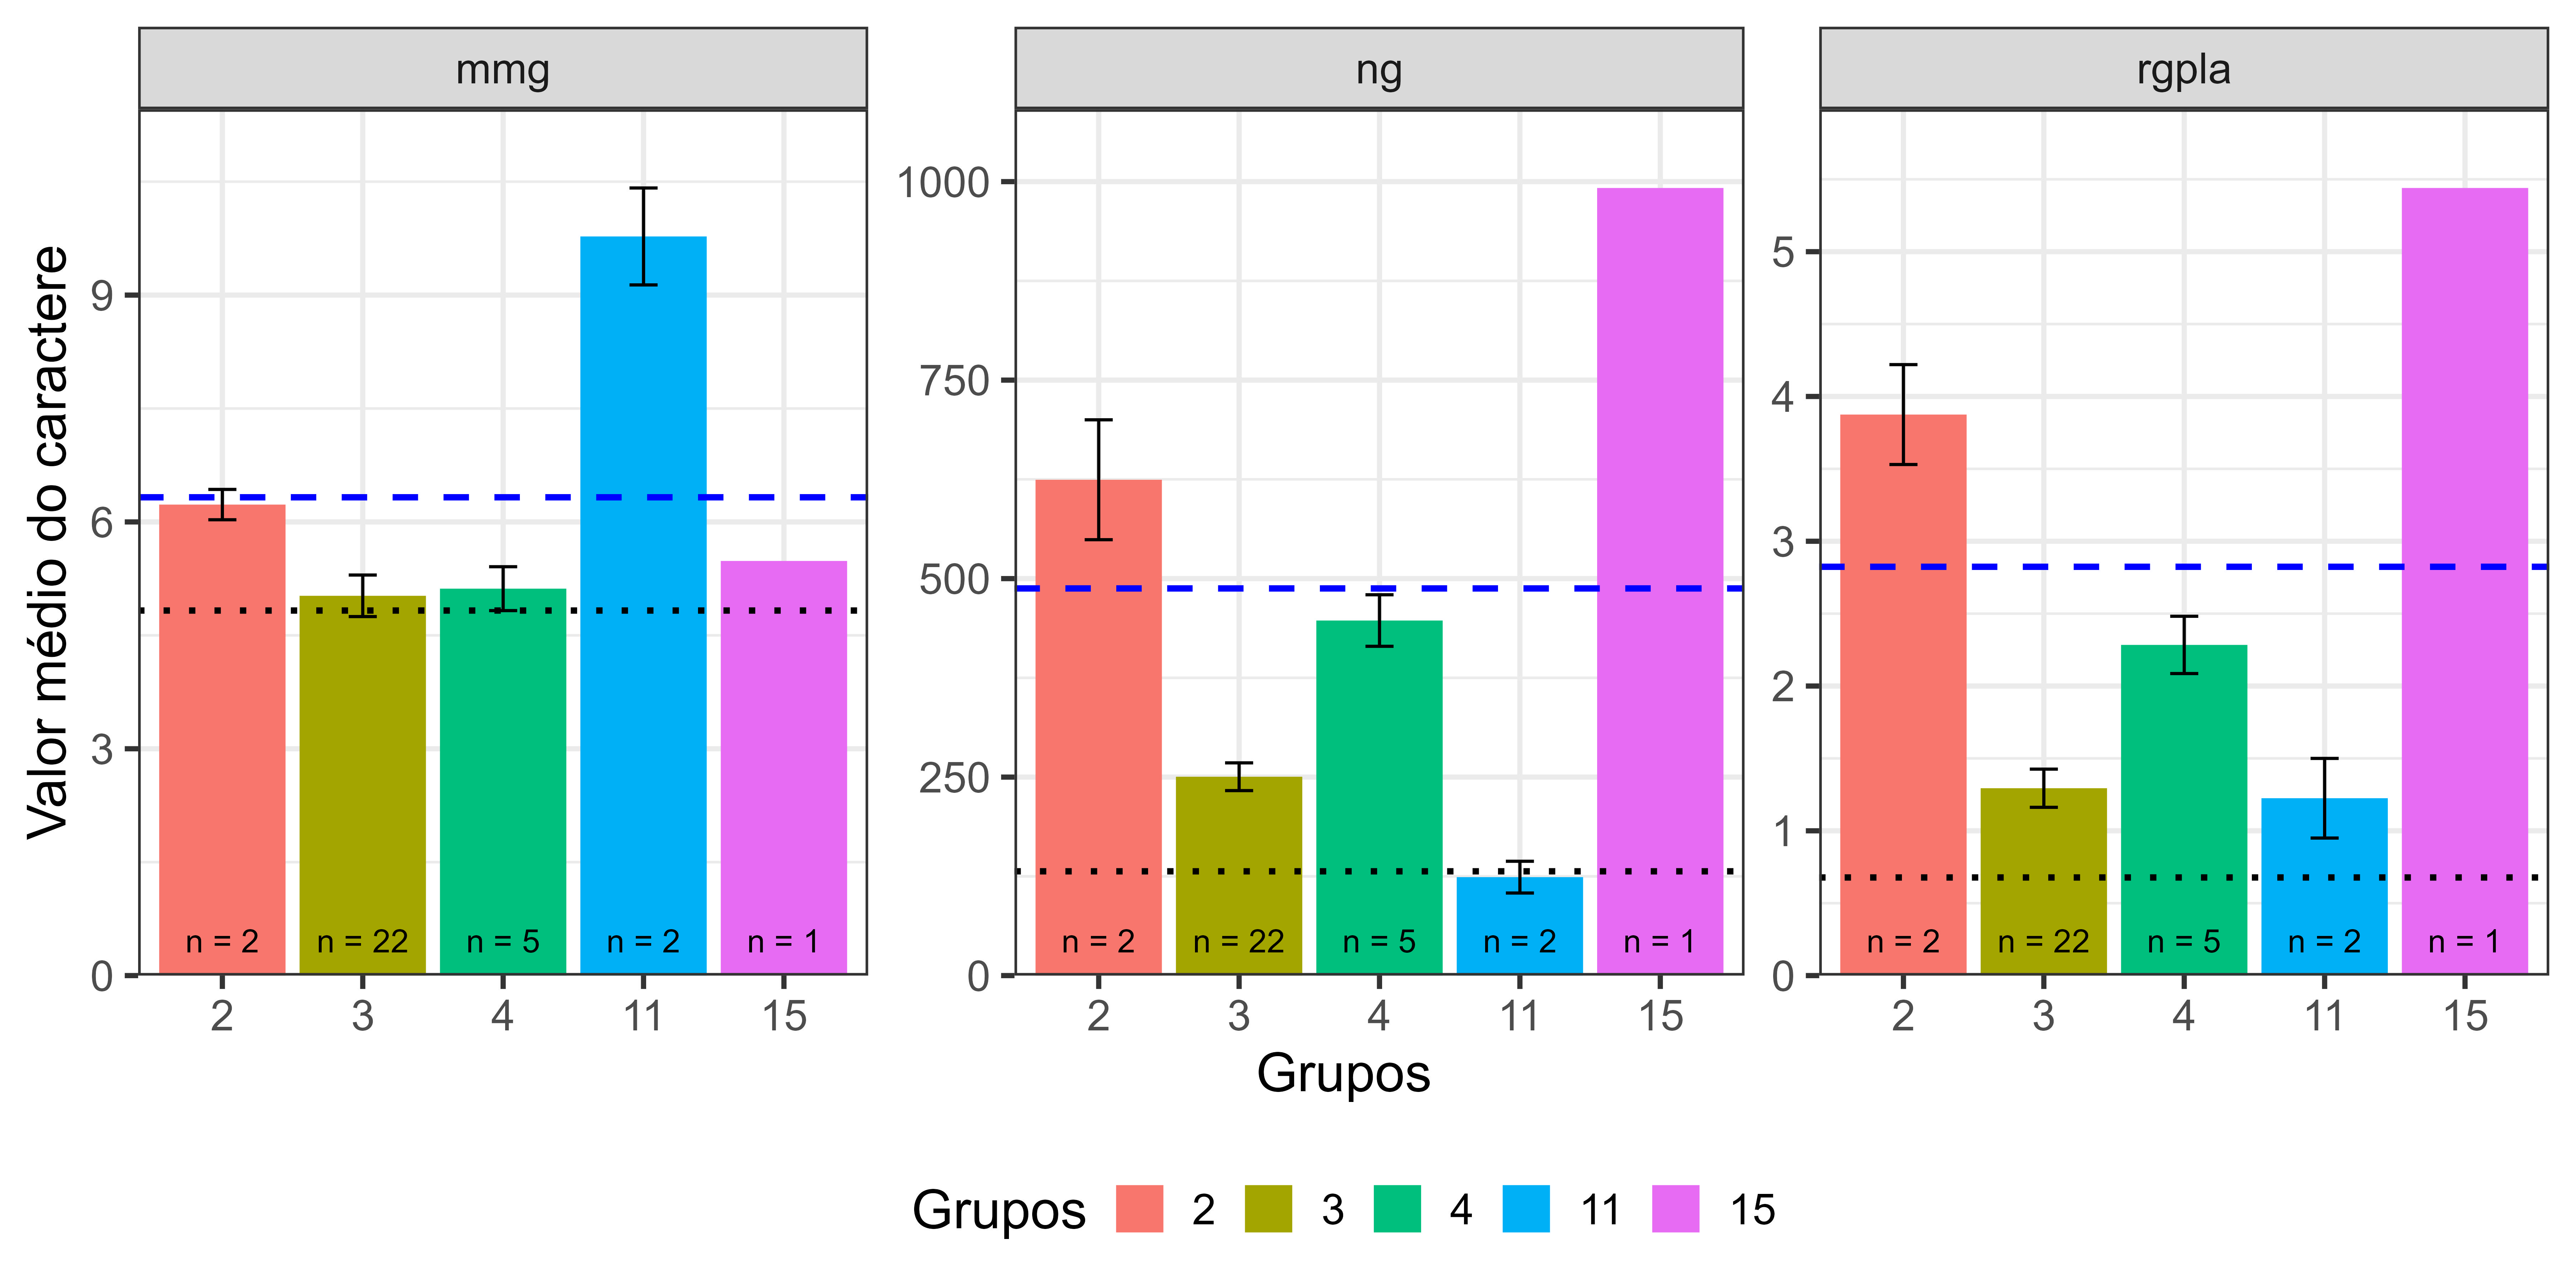 mmg ng rgpla
Valor médio do caractere
9
6
3
0
1000
750
500
250
0
5
4
3
2
1
0
n = 2 n = 22 n = 5 n = 2 n = 1
n = 2 n = 22 n = 5 n = 2 n = 1
n = 2 n = 22 n = 5 n = 2 n = 1
2 3 4 11 15
2 3 4 11 15
2 3 4 11 15
Grupos
Grupos 2 3 4 11 15